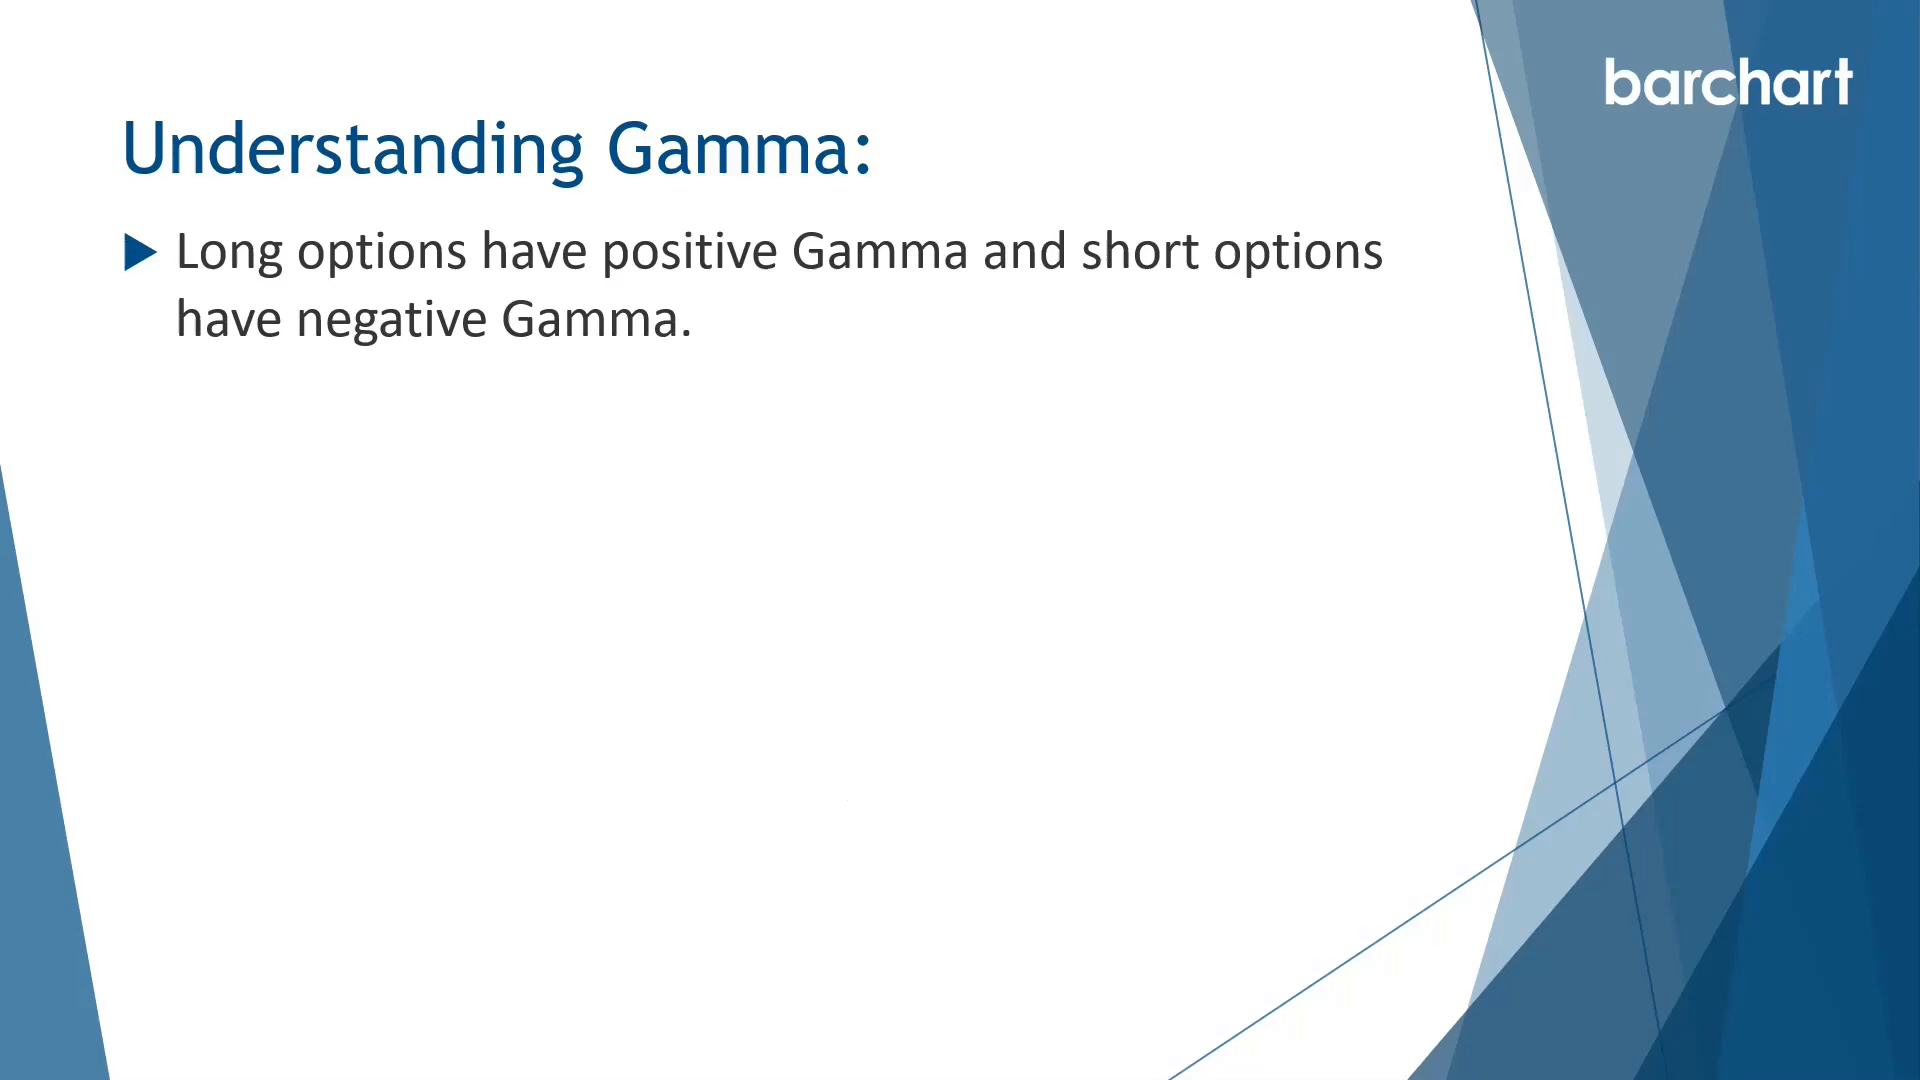 barchart
Understanding Gamma:
Long options have positive Gamma and short options
have negative Gamma.